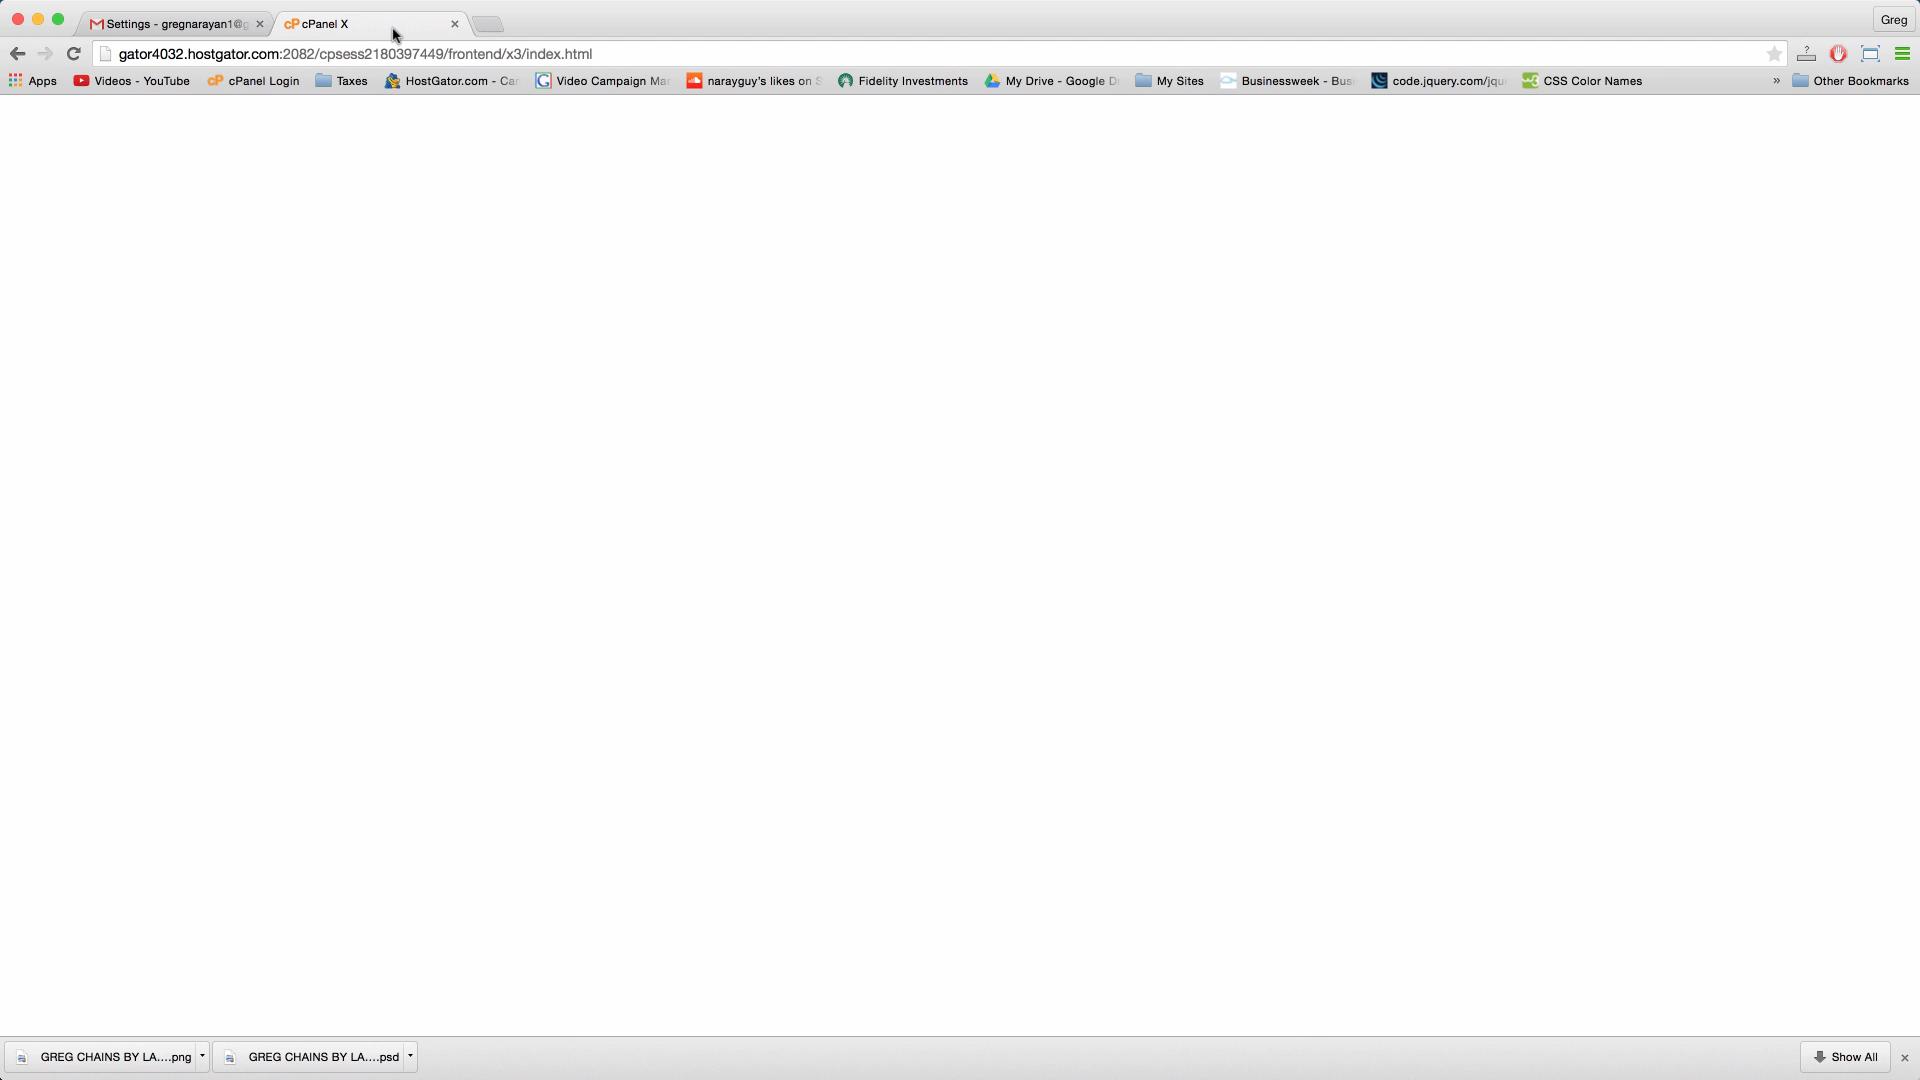 Settings - gregnarayan1@g
cP cPanel X
Greg
gator4032.hostgator.com:2082/cpsess2180397449/frontend/x3/index.html
?
Apps
Videos - YouTube
cP cPanel Login
Taxes
HostGator.com - Ca
Video Campaign Ma
narayguy's likes on S
Fidelity Investments
My Drive - Google D
My Sites
Businessweek - Bus
code.jquery.com/jqu
CSS Color Names
»
Other Bookmarks
GREG CHAINS BY LA....png
GREG CHAINS BY LA....psd
Show All